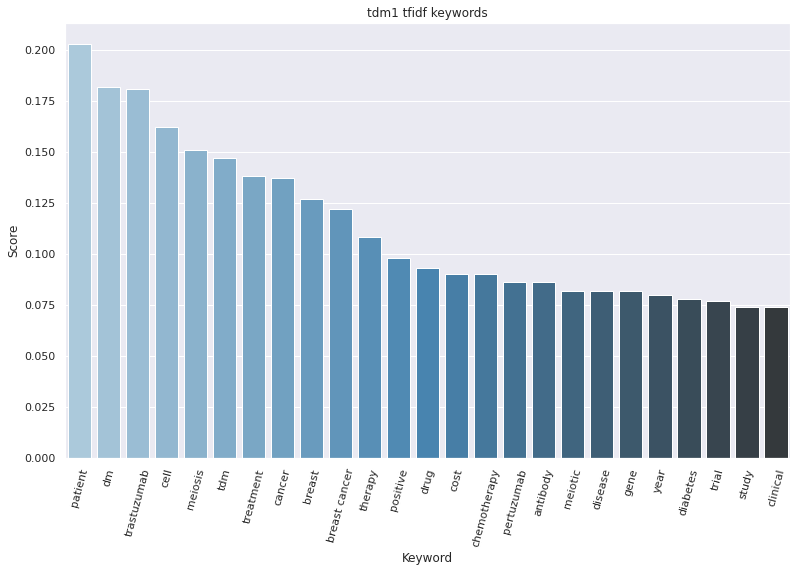 tdm1 tfidf keywords
0.200
0.175
0.150
0.125
0.100
0.075
0.050
0.025
0.000
Score
patient
dm
trastuzumab
cell
meiosis
tdm
treatment
cancer
breast
breast cancer
therapy
positive
drug
cost
chemotherapy
pertuzumab
antibody
meiotic
disease
gene
year
diabetes
trial
study
clinical
Keyword